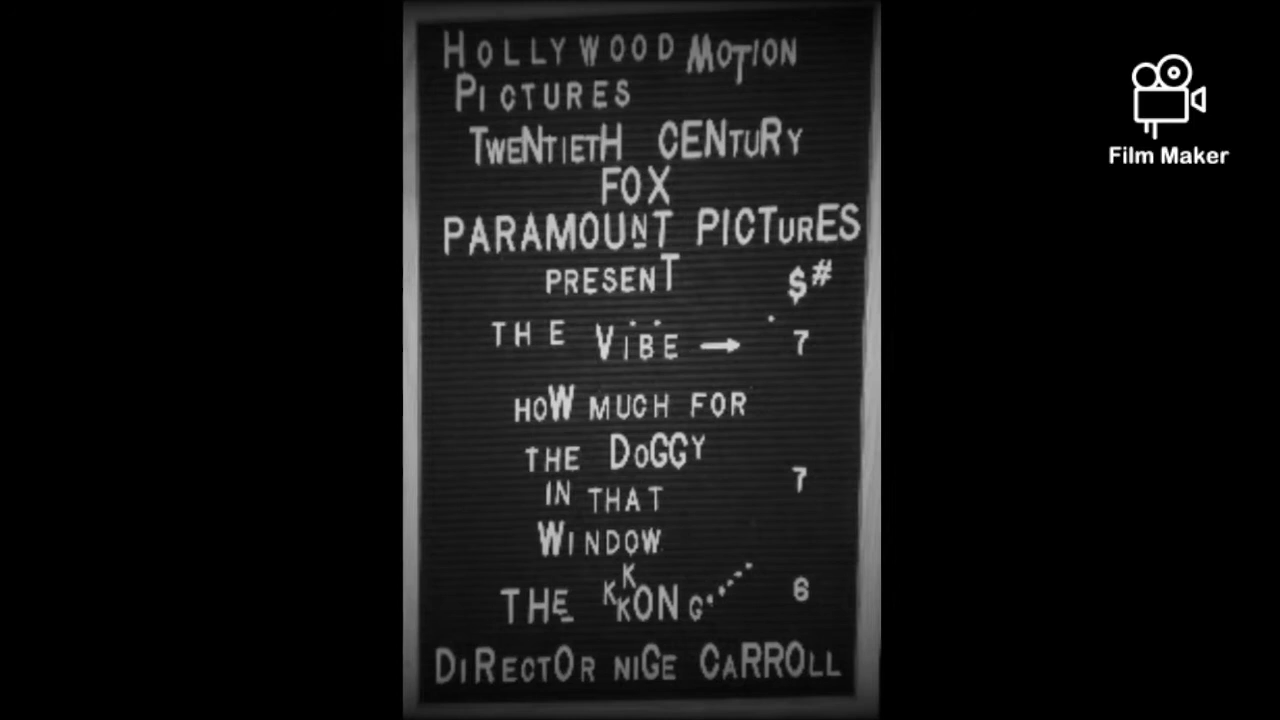 HOLLYWOOD MOTION
PICTURES
TWENTIETH CENTURY
FOX
PARAMOUNT PICTURES
PRESENT $#
THE VIBE → 7
HOW MUCH FOR
THE DOGGY
IN THAT 7
WINDOW
THE KKKONG....... 6
DIRECTOR NIGE CARROLL
Film Maker